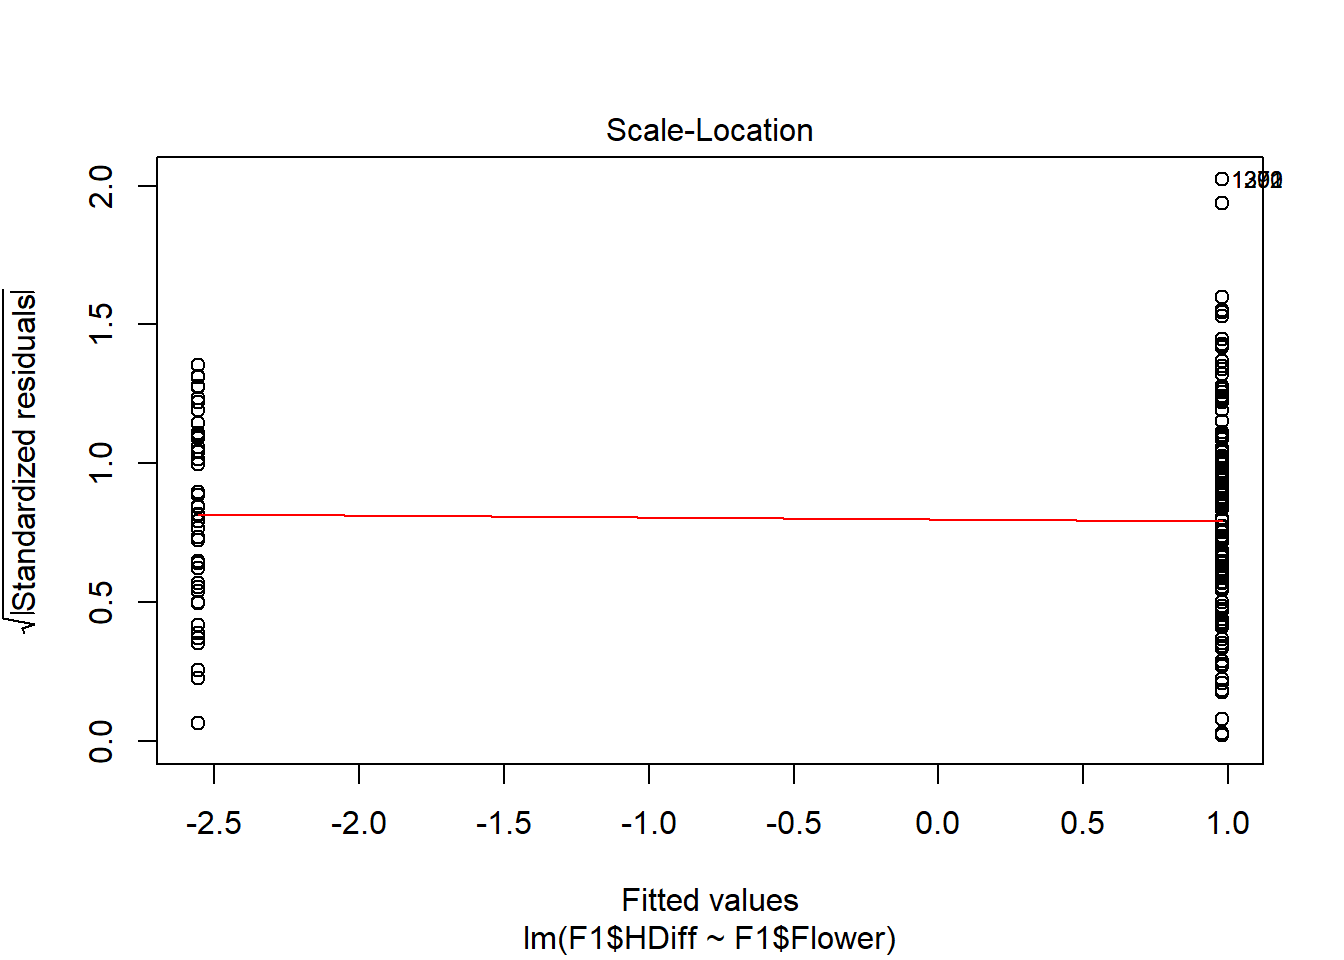 Scale-Location
√|Standardized residuals|
2.0
1.5
1.0
0.5
0.0
-2.5 -2.0 -1.5 -1.0 -0.5 0.0 0.5 1.0
Fitted values
lm(F1$HDiff ~ F1$Flower)